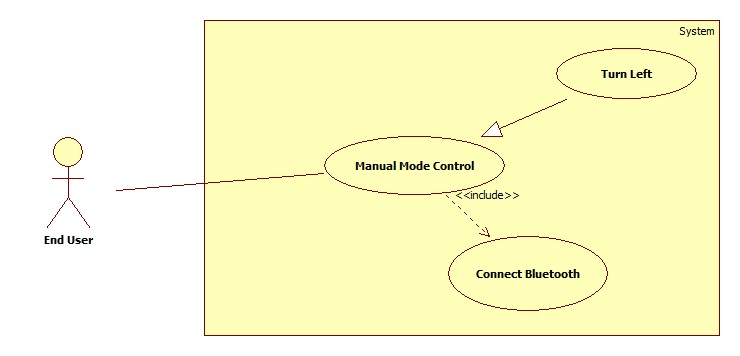 System
Turn Left
Manual Mode Control
<<include>>
End User
Connect Bluetooth